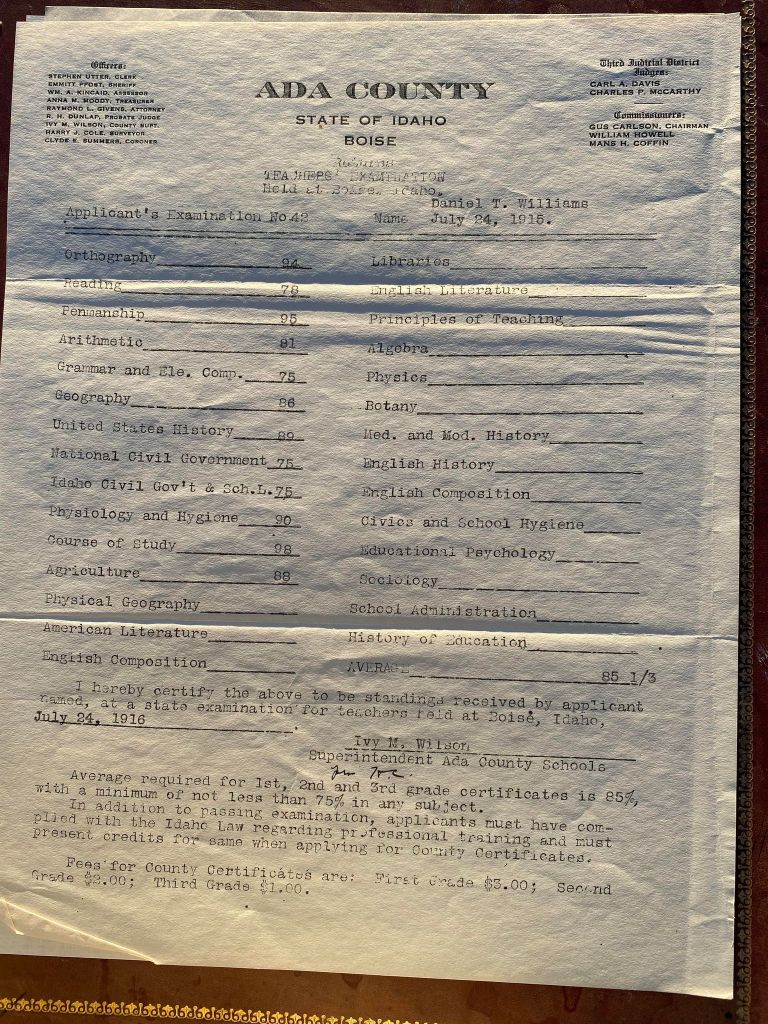 Officers:
STEPHEN UTTER, CLERK
EMMITT PFOST, SHERIFF
WM. A. KINCAID, ASSESSOR
ANNA M. MOODY, TREASURER
RAYMOND L. GIVENS, ATTORNEY
R. H. DUNLAP, PROBATE JUDGE
IVY M. WILSON, COUNTY SUPT.
HARRY J. COLE, SURVEYOR
CLYDE E. SUMMERS, CORONER
ADA COUNTY
STATE OF IDAHO
BOISE
Third Judicial District
Judges:
CARL A. DAVIS
CHARLES P. McCARTHY
Commissioners:
GUS CARLSON, CHAIRMAN
WILLIAM HOWELL
MANS H. COFFIN
TEACHERS' EXAMINATION
Held at Boise, Idaho.
Daniel T. Williams
Applicant's Examination No.42 Name July 24, 1916.
Orthography 94 Libraries
Reading 78 English Literature
Penmanship 95 Principles of Teaching
Arithmetic 81 Algebra
Grammar and Ele. Comp. 75 Physics
Geography 86 Botany
United States History 89 Med. and Mod. History
National Civil Government 75 English History
Idaho Civil Gov't & Sch.L. 75 English Composition
Physiology and Hygiene 90 Civics and School Hygiene
Course of Study 98 Educational Psychology
Agriculture 88 Sociology
Physical Geography School Administration
American Literature History of Education
English Composition AVERAGE 85 1/3
I hereby certify the above to be standings received by applicant
named, at a state examination for teachers held at Boise, Idaho,
July 24, 1916.
Ivy M. Wilson
Superintendent Ada County Schools
Average required for 1st, 2nd and 3rd grade certificates is 85%,
with a minimum of not less than 75% in any subject.
In addition to passing examination, applicants must have com-
plied with the Idaho Law regarding professional training and must
present credits for same when applying for County Certificates.
Fees for County Certificates are: First Grade $3.00; Second
Grade $2.00; Third Grade $1.00.